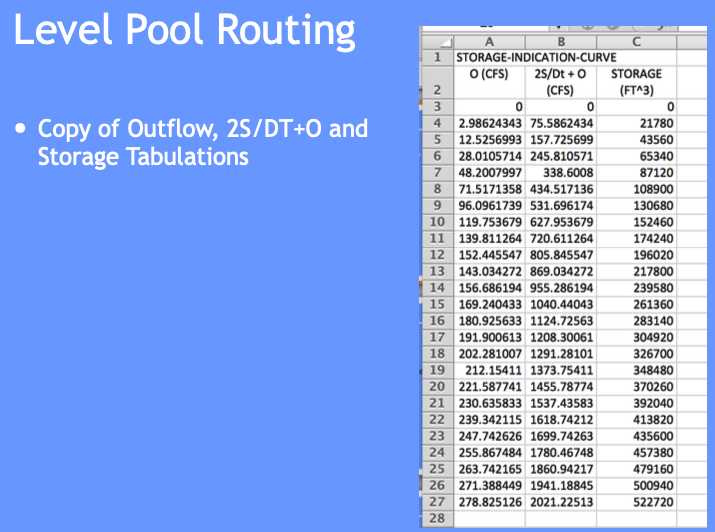 Level Pool Routing
• Copy of Outflow, 2S/DT+O and
Storage Tabulations
A B C
1 STORAGE-INDICATION-CURVE
O (CFS) 2S/Dt + O STORAGE
2 (CFS) (FT^3)
3 0 0 0
4 2.98624343 75.5862434 21780
5 12.5256993 157.725699 43560
6 28.0105714 245.810571 65340
7 48.2007997 338.6008 87120
8 71.5171358 434.517136 108900
9 96.0961739 531.696174 130680
10 119.753679 627.953679 152460
11 139.811264 720.611264 174240
12 152.445547 805.845547 196020
13 143.034272 869.034272 217800
14 156.686194 955.286194 239580
15 169.240433 1040.44043 261360
16 180.925633 1124.72563 283140
17 191.900613 1208.30061 304920
18 202.281007 1291.28101 326700
19 212.15411 1373.75411 348480
20 221.587741 1455.78774 370260
21 230.635833 1537.43583 392040
22 239.342115 1618.74212 413820
23 247.742626 1699.74263 435600
24 255.867484 1780.46748 457380
25 263.742165 1860.94217 479160
26 271.388449 1941.18845 500940
27 278.825126 2021.22513 522720
28